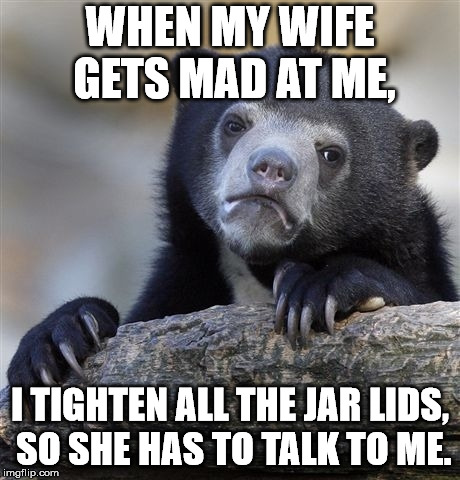 WHEN MY WIFE
GETS MAD AT ME,
I TIGHTEN ALL THE JAR LIDS,
SO SHE HAS TO TALK TO ME.
imgflip.com